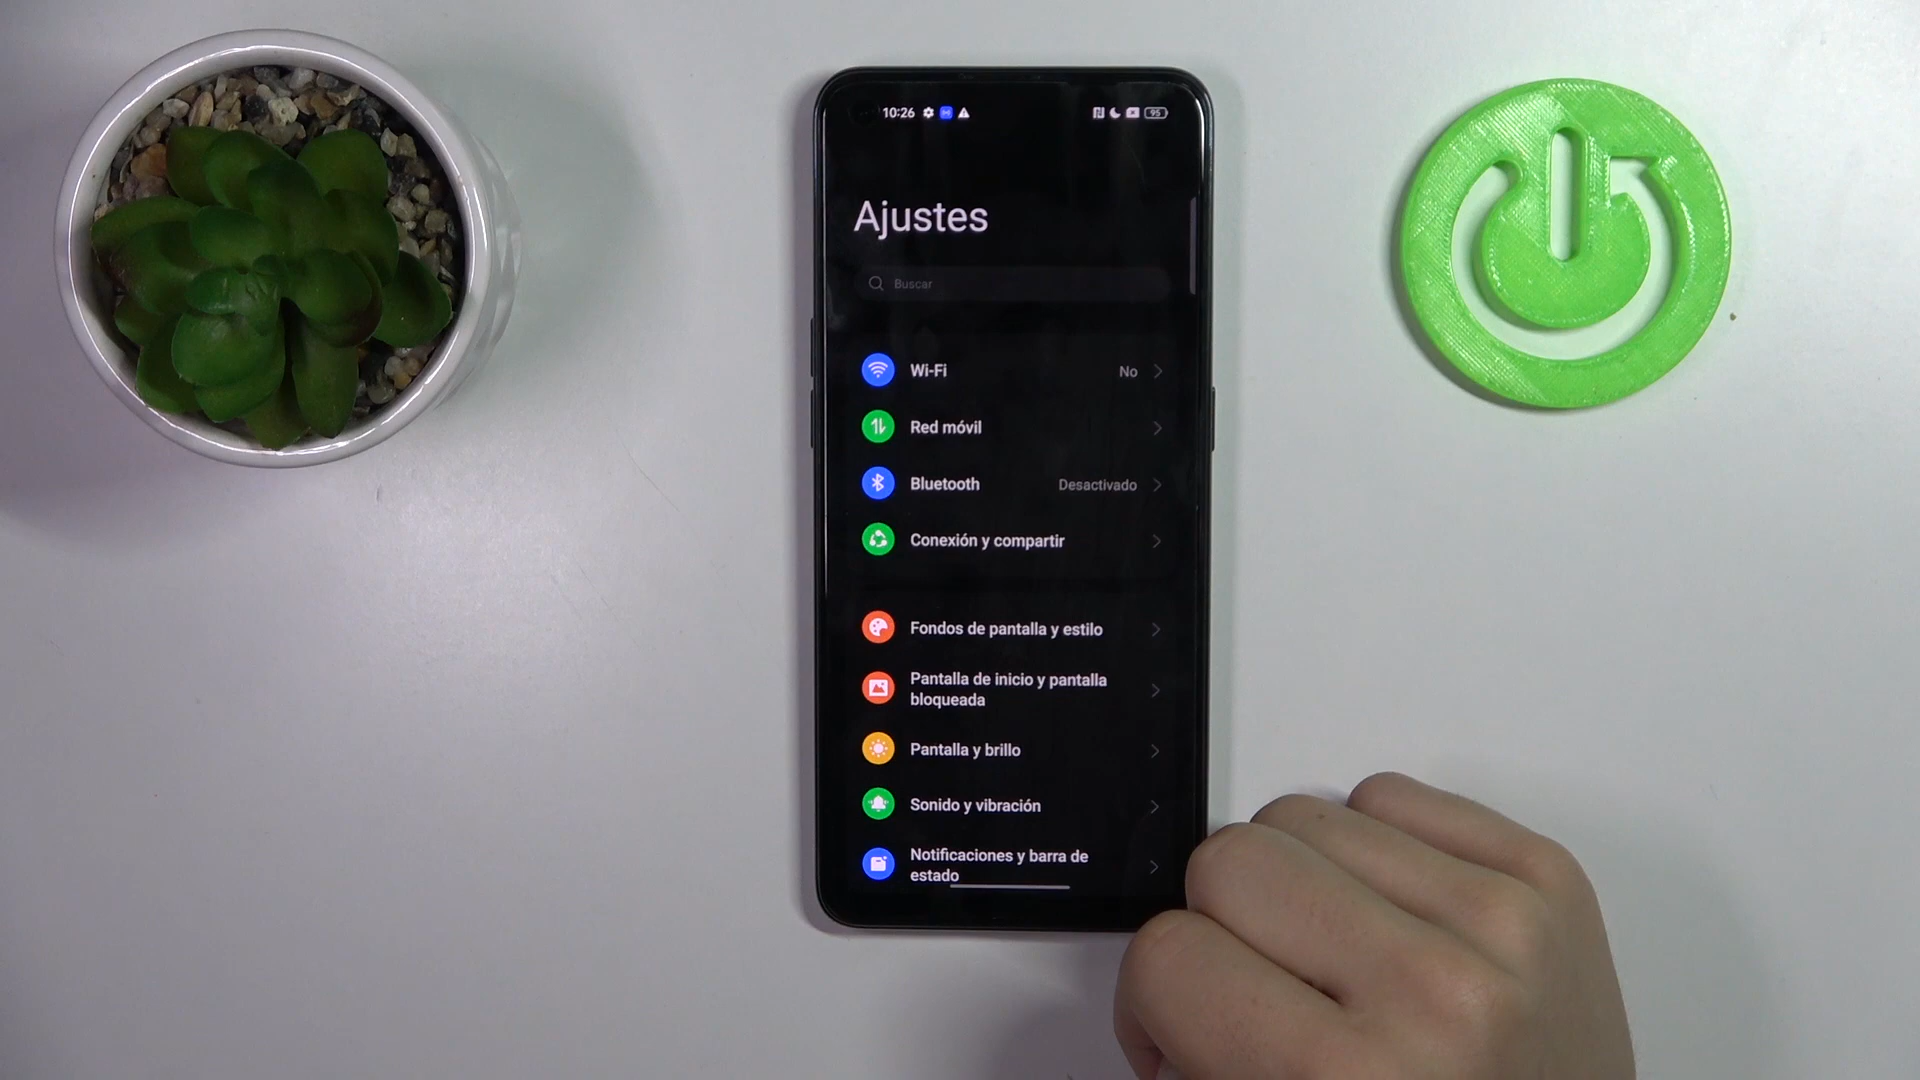 10:26
95
Ajustes
Buscar
Wi-Fi No
Red móvil
Bluetooth Desactivado
Conexión y compartir
Fondos de pantalla y estilo
Pantalla de inicio y pantalla
bloqueada
Pantalla y brillo
Sonido y vibración
Notificaciones y barra de
estado